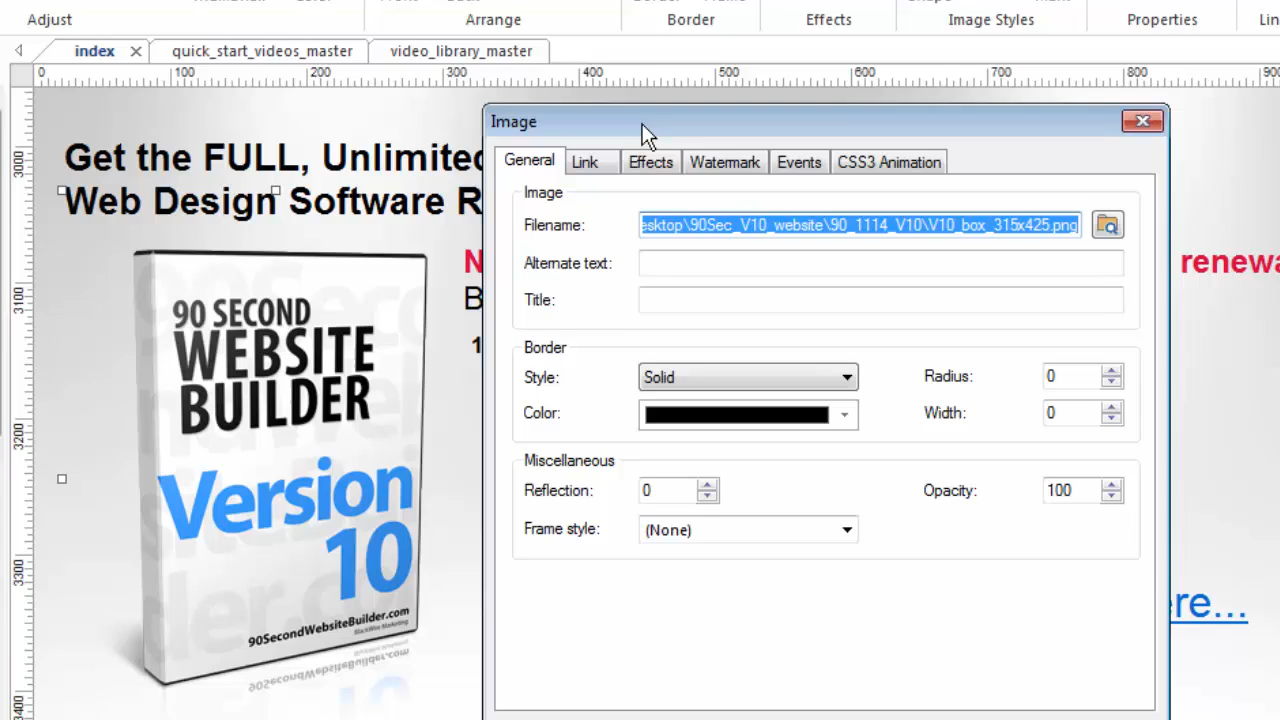 Adjust
Arrange
Border
Effects
Image Styles
Properties
index
quick_start_videos_master
video_library_master
0 100 200 300 400 500 600 700 800 900
3000
3100
3200
3300
3400
Get the FULL, Unlimited
Web Design Software R
N
renewa
B
1
ere...
90 SECOND
WEBSITE
BUILDER
Version
10
90SecondWebsiteBuilder.com
BlackWire Marketing
Image
General Link Effects Watermark Events CSS3 Animation
Image
Filename: esktop\90Sec_V10_website\90_1114_V10\V10_box_315x425.png
Alternate text:
Title:
Border
Style: Solid Radius: 0
Color: Width: 0
Miscellaneous
Reflection: 0 Opacity: 100
Frame style: (None)